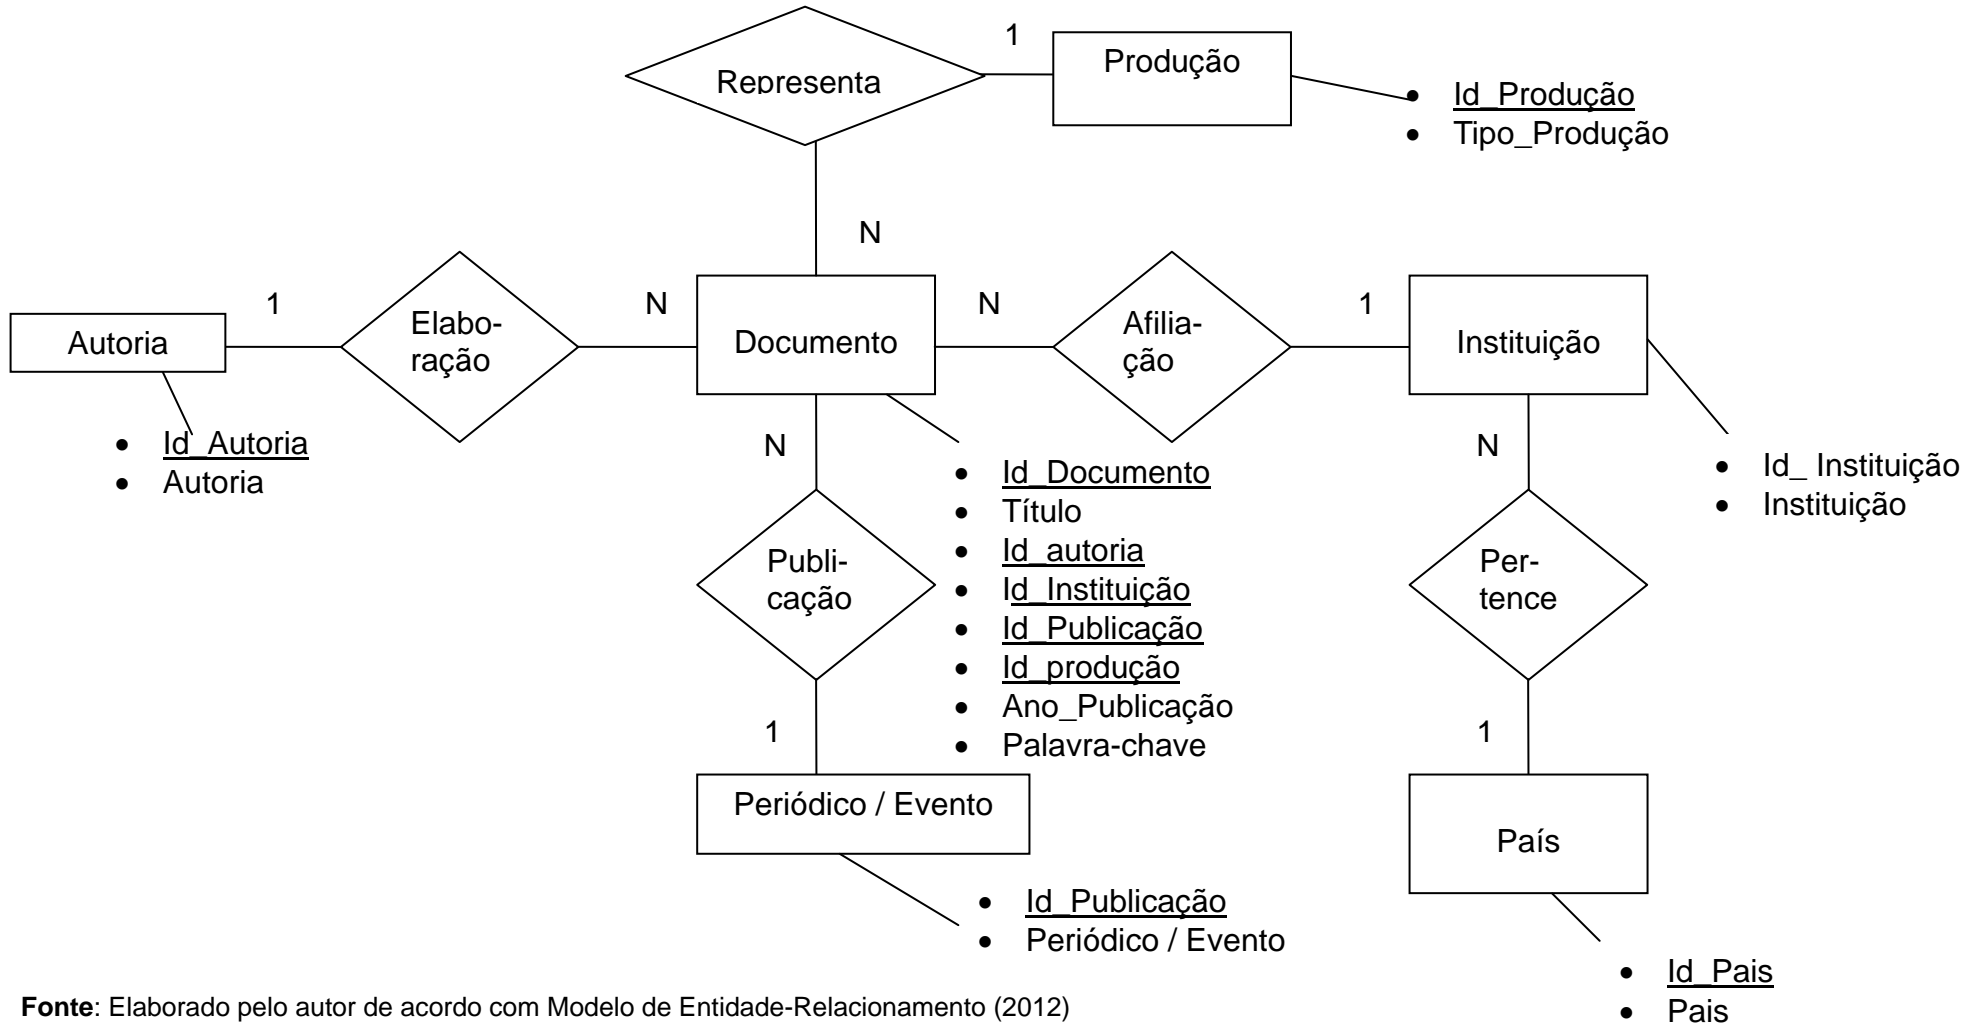 1
Produção
Representa
• Id_Produção
• Tipo_Produção
N
1
N
N
1
Autoria
Elabo-
ração
Documento
Afilia-
ção
Instituição
• Id_Autoria
• Autoria
N
N
• Id_Documento
• Título
• Id_autoria
• Id_Instituição
• Id_Publicação
• Id_produção
• Ano_Publicação
• Palavra-chave
• Id_ Instituição
• Instituição
Publi-
cação
Per-
tence
1
1
Periódico / Evento
País
• Id_Publicação
• Periódico / Evento
• Id_Pais
• Pais
Fonte: Elaborado pelo autor de acordo com Modelo de Entidade-Relacionamento (2012)